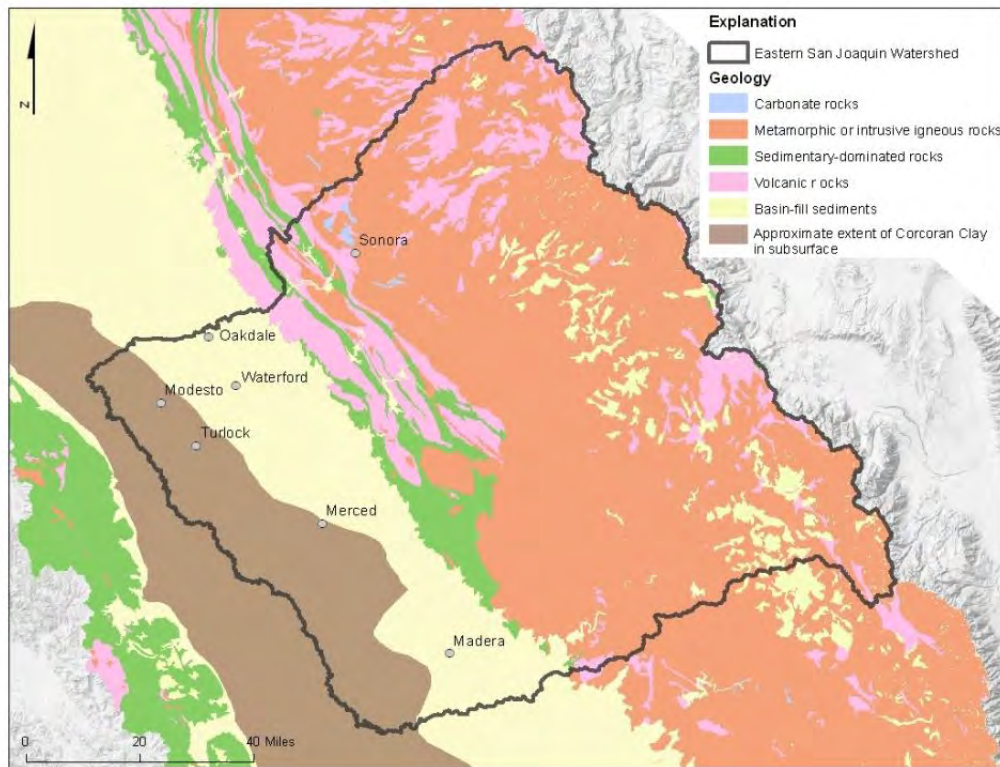 Explanation
Eastern San Joaquin Watershed
Geology
Carbonate rocks
Metamorphic or intrusive igneous rocks
Sedimentary-dominated rocks
Volcanic r ocks
Basin-fill sediments
Approximate extent of Corcoran Clay
in subsurface
N
Sonora
Oakdale
Waterford
Modesto
Turlock
Merced
Madera
0 20 40 Miles